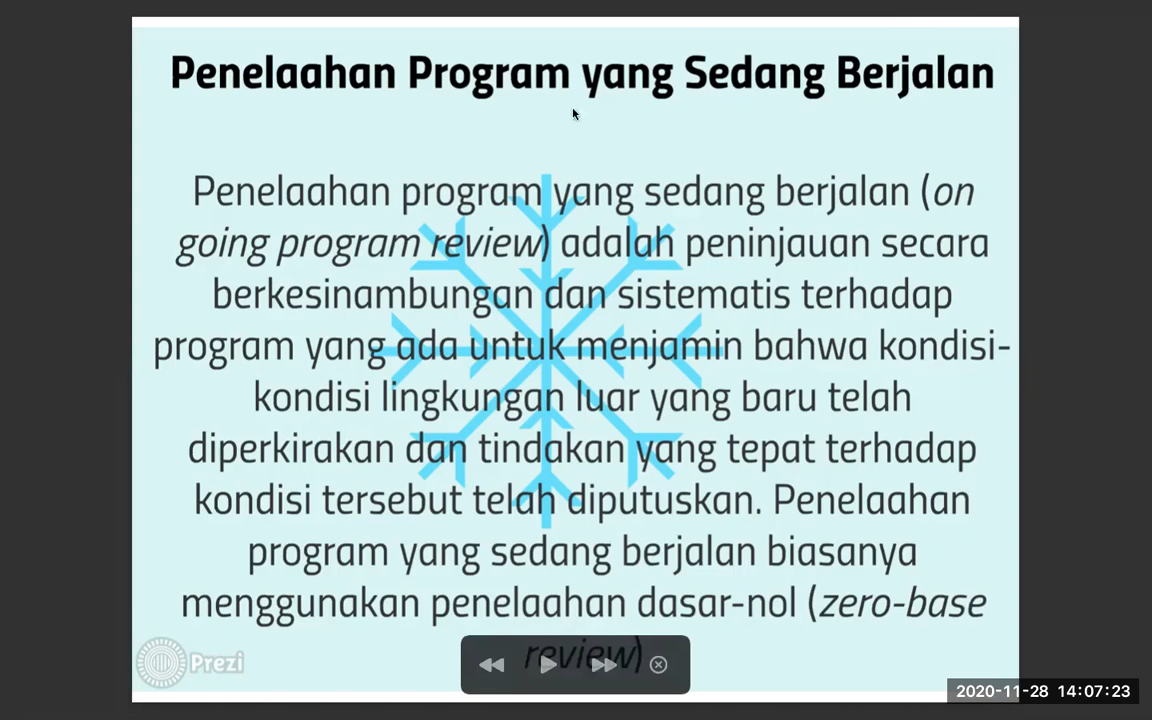 Penelaahan Program yang Sedang Berjalan
Penelaahan program yang sedang berjalan (on
going program review) adalah peninjauan secara
berkesinambungan dan sistematis terhadap
program yang ada untuk menjamin bahwa kondisi-
kondisi lingkungan luar yang baru telah
diperkirakan dan tindakan yang tepat terhadap
kondisi tersebut telah diputuskan. Penelaahan
program yang sedang berjalan biasanya
menggunakan penelaahan dasar-nol (zero-base
review)
Prezi
2020-11-28 14:07:23